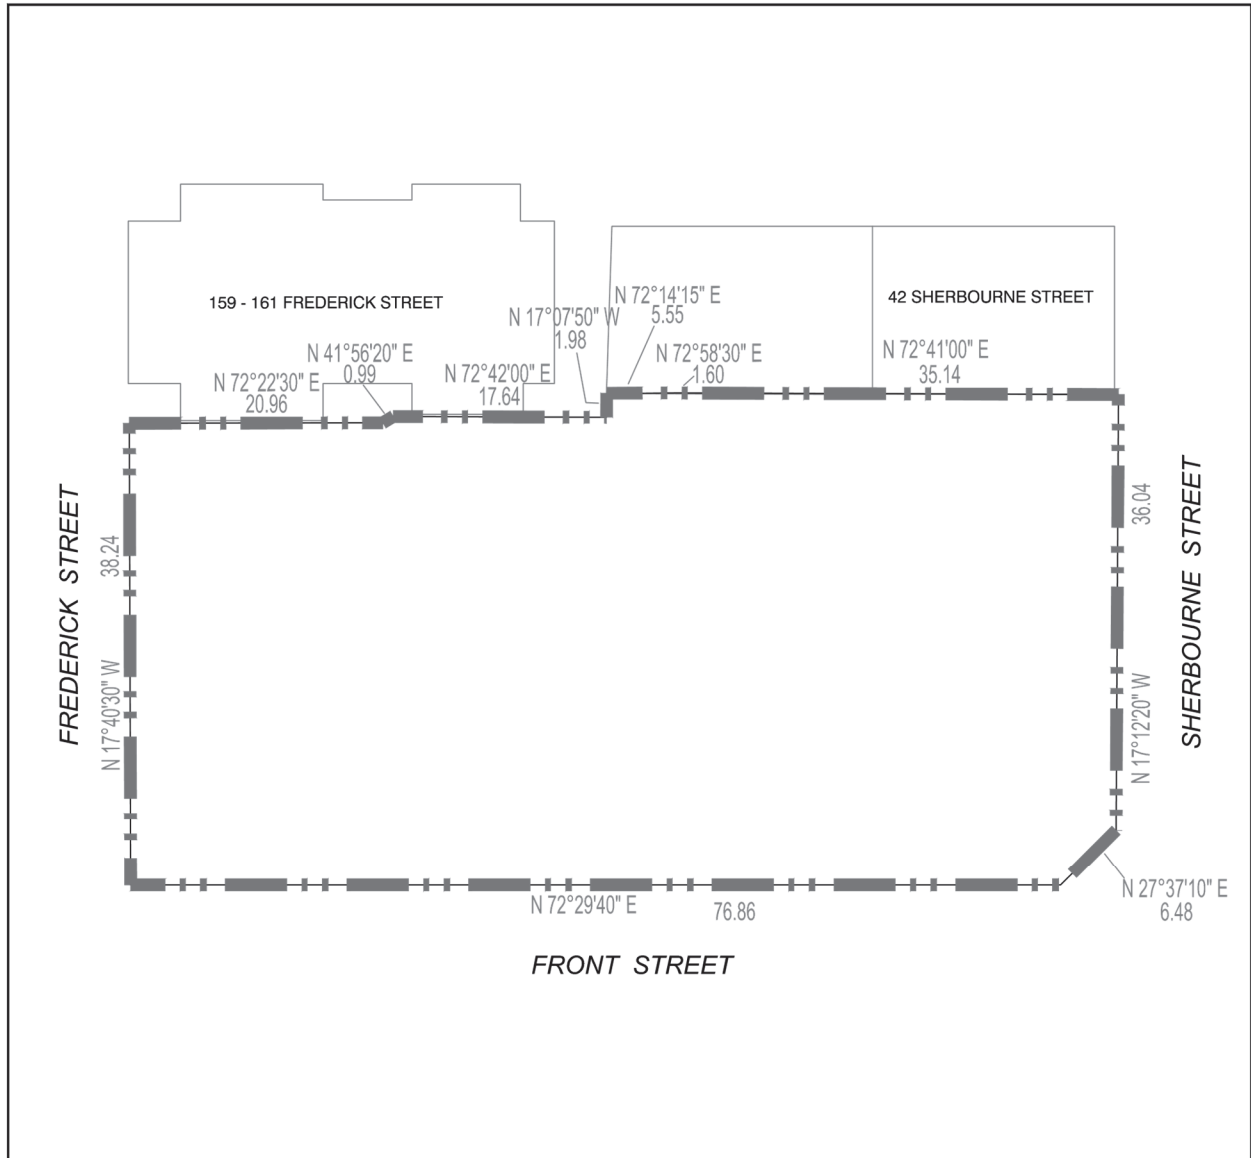 159 - 161 FREDERICK STREET
42 SHERBOURNE STREET
N 72°14'15" E
5.55
N 17°07'50" W
1.98
N 41°56'20" E
0.99
N 72°22'30" E
20.96
N 72°42'00" E
17.64
N 72°58'30" E
1.60
N 72°41'00" E
35.14
FREDERICK STREET
38.24
N 17°40'30" W
36.04
N 17°12'20" W
SHERBOURNE STREET
N 72°29'40" E
76.86
N 27°37'10" E
6.48
FRONT STREET